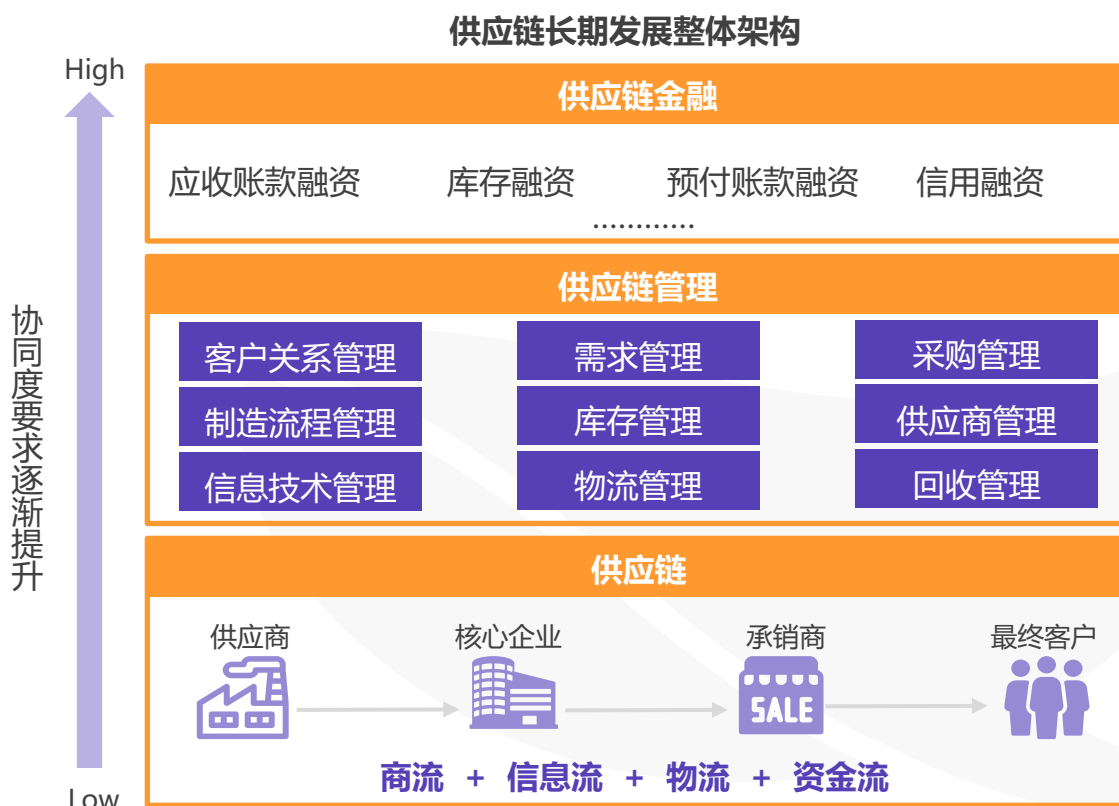 供应链长期发展整体架构
High
供应链金融
应收账款融资 库存融资 预付账款融资 信用融资
…………
供应链管理
客户关系管理 需求管理 采购管理
制造流程管理 库存管理 供应商管理
信息技术管理 物流管理 回收管理
协同度要求逐渐提升
供应链
供应商 核心企业 承销商 最终客户
SALE
商流 + 信息流 + 物流 + 资金流
Low